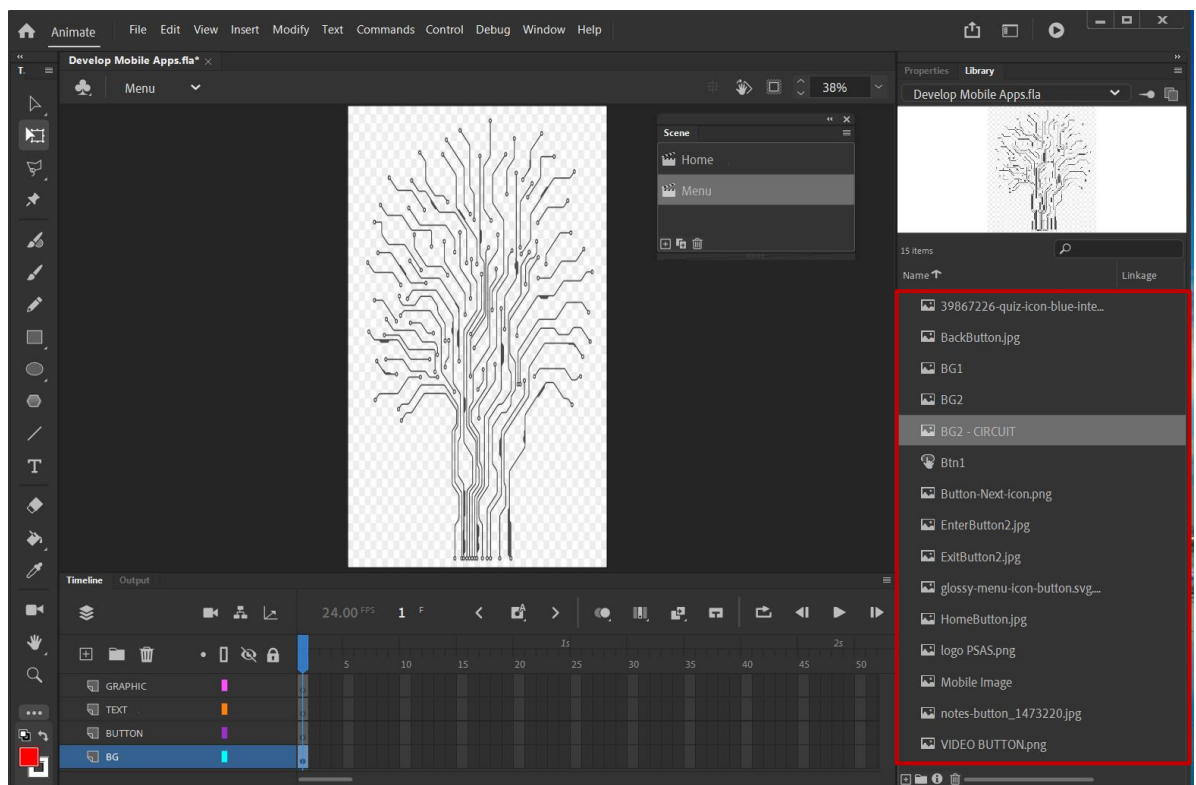 Animate File Edit View Insert Modify Text Commands Control Debug Window Help
T.
Develop Mobile Apps.fla*
Menu
38%
Scene
Home
Menu
Properties Library
Develop Mobile Apps.fla
15 items
Name Linkage
39867226-quiz-icon-blue-inte...
BackButton.jpg
BG1
BG2
BG2 - CIRCUIT
Btn1
Button-Next-icon.png
EnterButton2.jpg
ExitButton2.jpg
glossy-menu-icon-button.svg....
HomeButton.jpg
logo PSAS.png
Mobile Image
notes-button_1473220.jpg
VIDEO BUTTON.png
Timeline Output
24.00 FPS 1 F
1s 2s
5 10 15 20 25 30 35 40 45 50
GRAPHIC
TEXT
BUTTON
BG